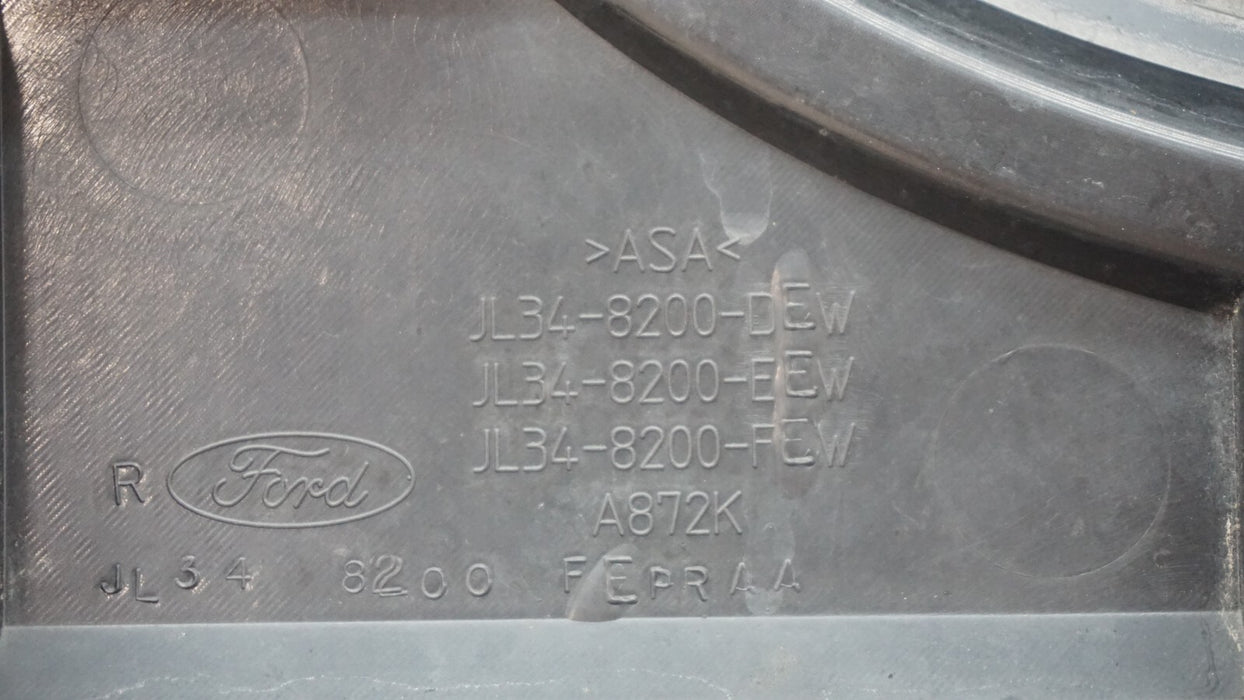 >ASA<
JL34-8200-DEW
JL34-8200-EEW
JL34-8200-FEW
R Ford
A872K
JL34 8200 FEPRAA